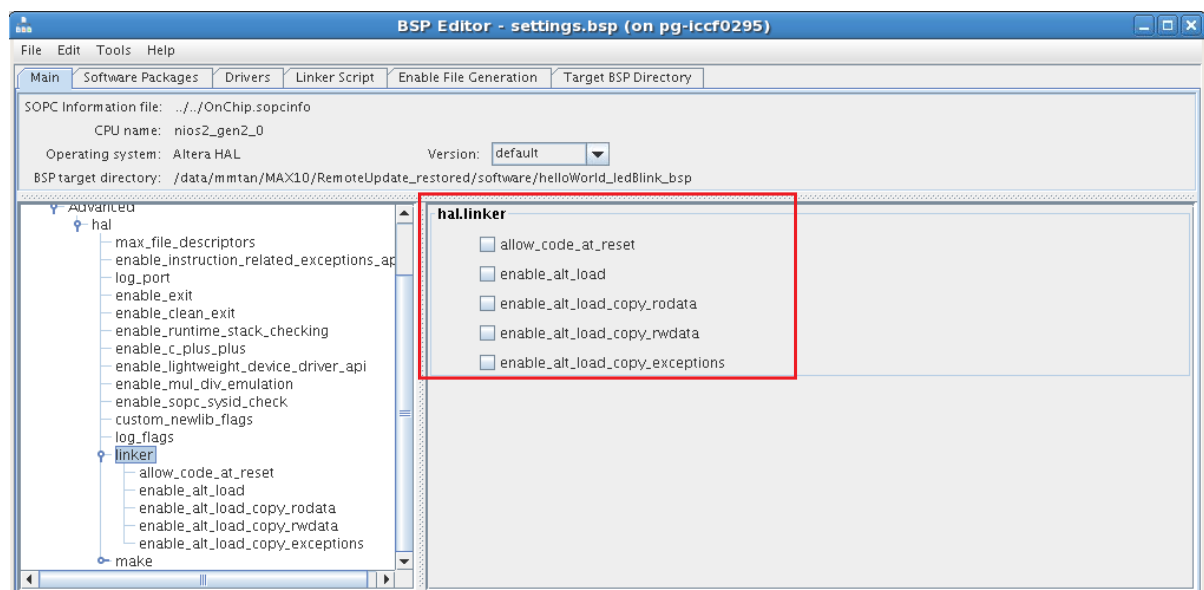 BSP Editor - settings.bsp (on pg-iccf0295)
File Edit Tools Help
Main Software Packages Drivers Linker Script Enable File Generation Target BSP Directory
SOPC Information file: ../../OnChip.sopcinfo
CPU name: nios2_gen2_0
Operating system: Altera HAL Version: default
BSP target directory: /data/mmtan/MAX10/RemoteUpdate_restored/software/helloWorld_ledBlink_bsp
Advanced
hal
max_file_descriptors
enable_instruction_related_exceptions_ap
log_port
enable_exit
enable_clean_exit
enable_runtime_stack_checking
enable_c_plus_plus
enable_lightweight_device_driver_api
enable_mul_div_emulation
enable_sopc_sysid_check
custom_newlib_flags
log_flags
linker
allow_code_at_reset
enable_alt_load
enable_alt_load_copy_rodata
enable_alt_load_copy_rwdata
enable_alt_load_copy_exceptions
make
hal.linker
allow_code_at_reset
enable_alt_load
enable_alt_load_copy_rodata
enable_alt_load_copy_rwdata
enable_alt_load_copy_exceptions